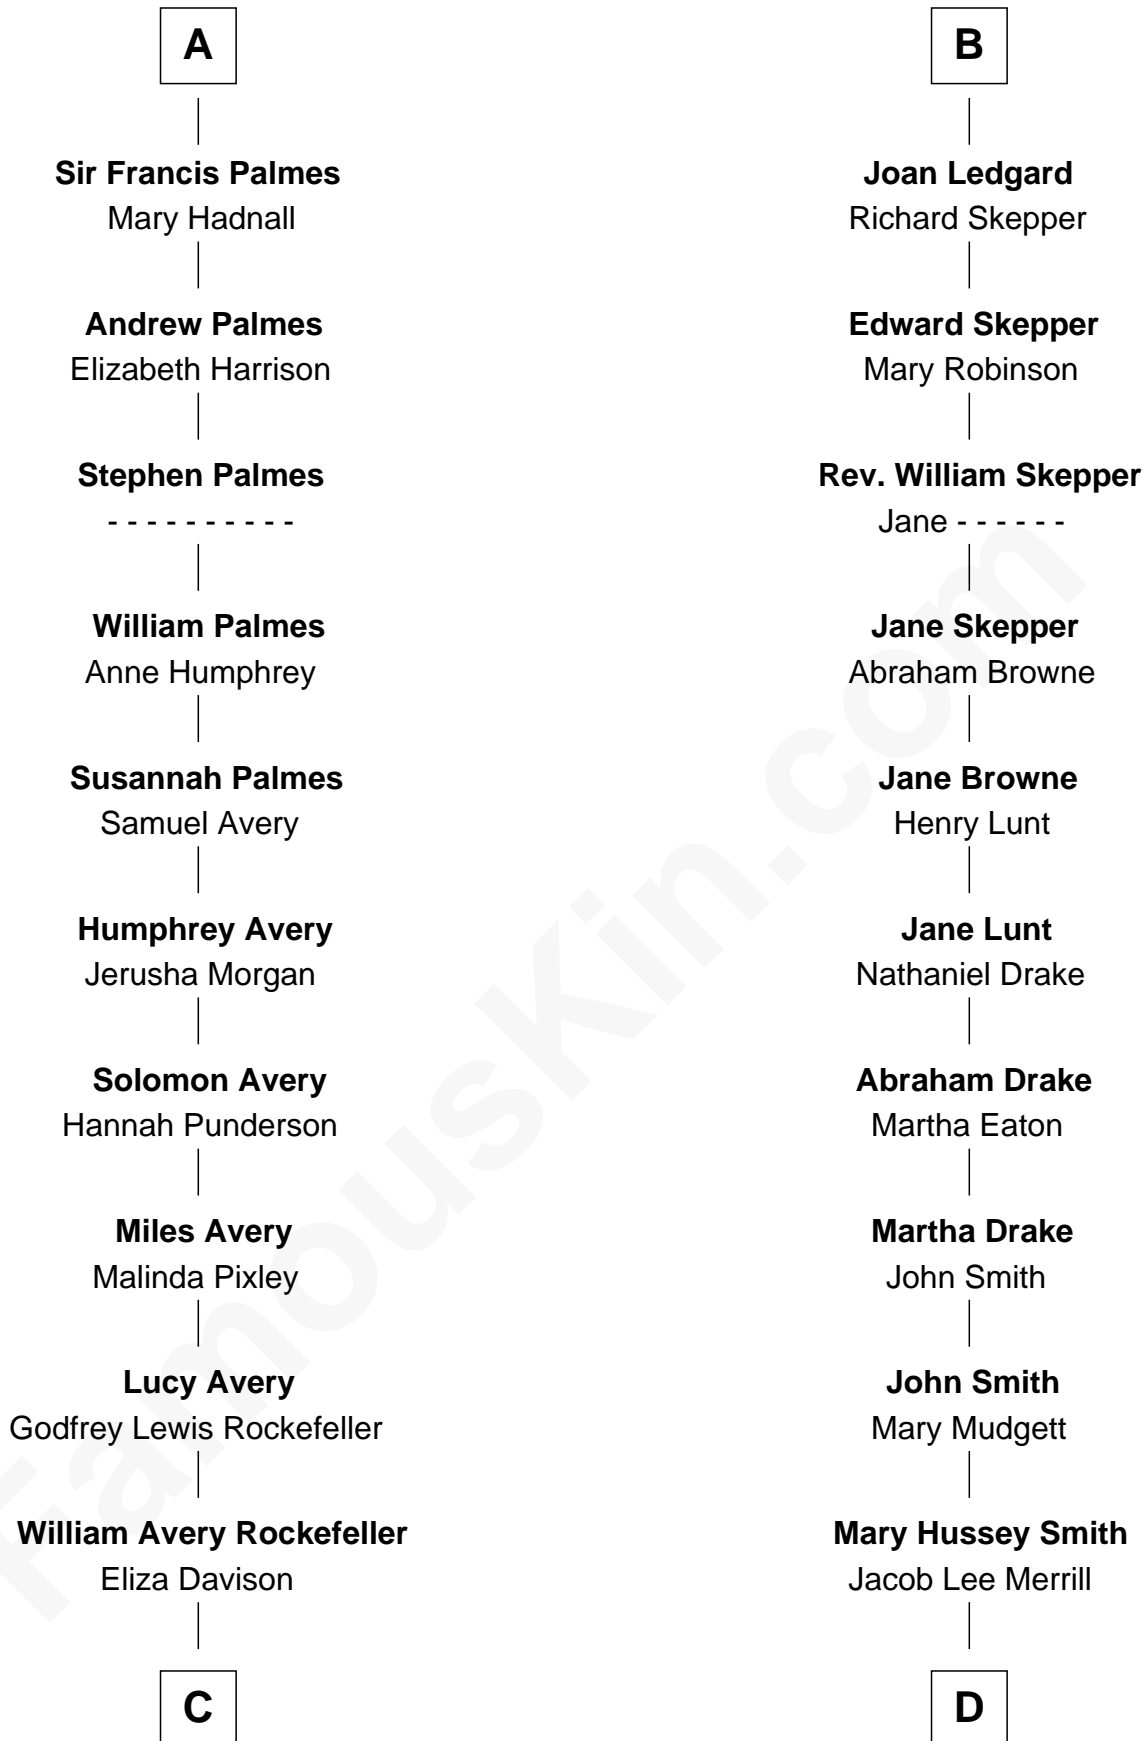 A
Sir Francis Palmes
Mary Hadnall
Andrew Palmes
Elizabeth Harrison
Stephen Palmes
- - - - - - - - - -
William Palmes
Anne Humphrey
Susannah Palmes
Samuel Avery
Humphrey Avery
Jerusha Morgan
Solomon Avery
Hannah Punderson
Miles Avery
Malinda Pixley
Lucy Avery
Godfrey Lewis Rockefeller
William Avery Rockefeller
Eliza Davison
C
B
Joan Ledgard
Richard Skepper
Edward Skepper
Mary Robinson
Rev. William Skepper
Jane - - - - - -
Jane Skepper
Abraham Browne
Jane Browne
Henry Lunt
Jane Lunt
Nathaniel Drake
Abraham Drake
Martha Eaton
Martha Drake
John Smith
John Smith
Mary Mudgett
Mary Hussey Smith
Jacob Lee Merrill
D
FamousKin.com